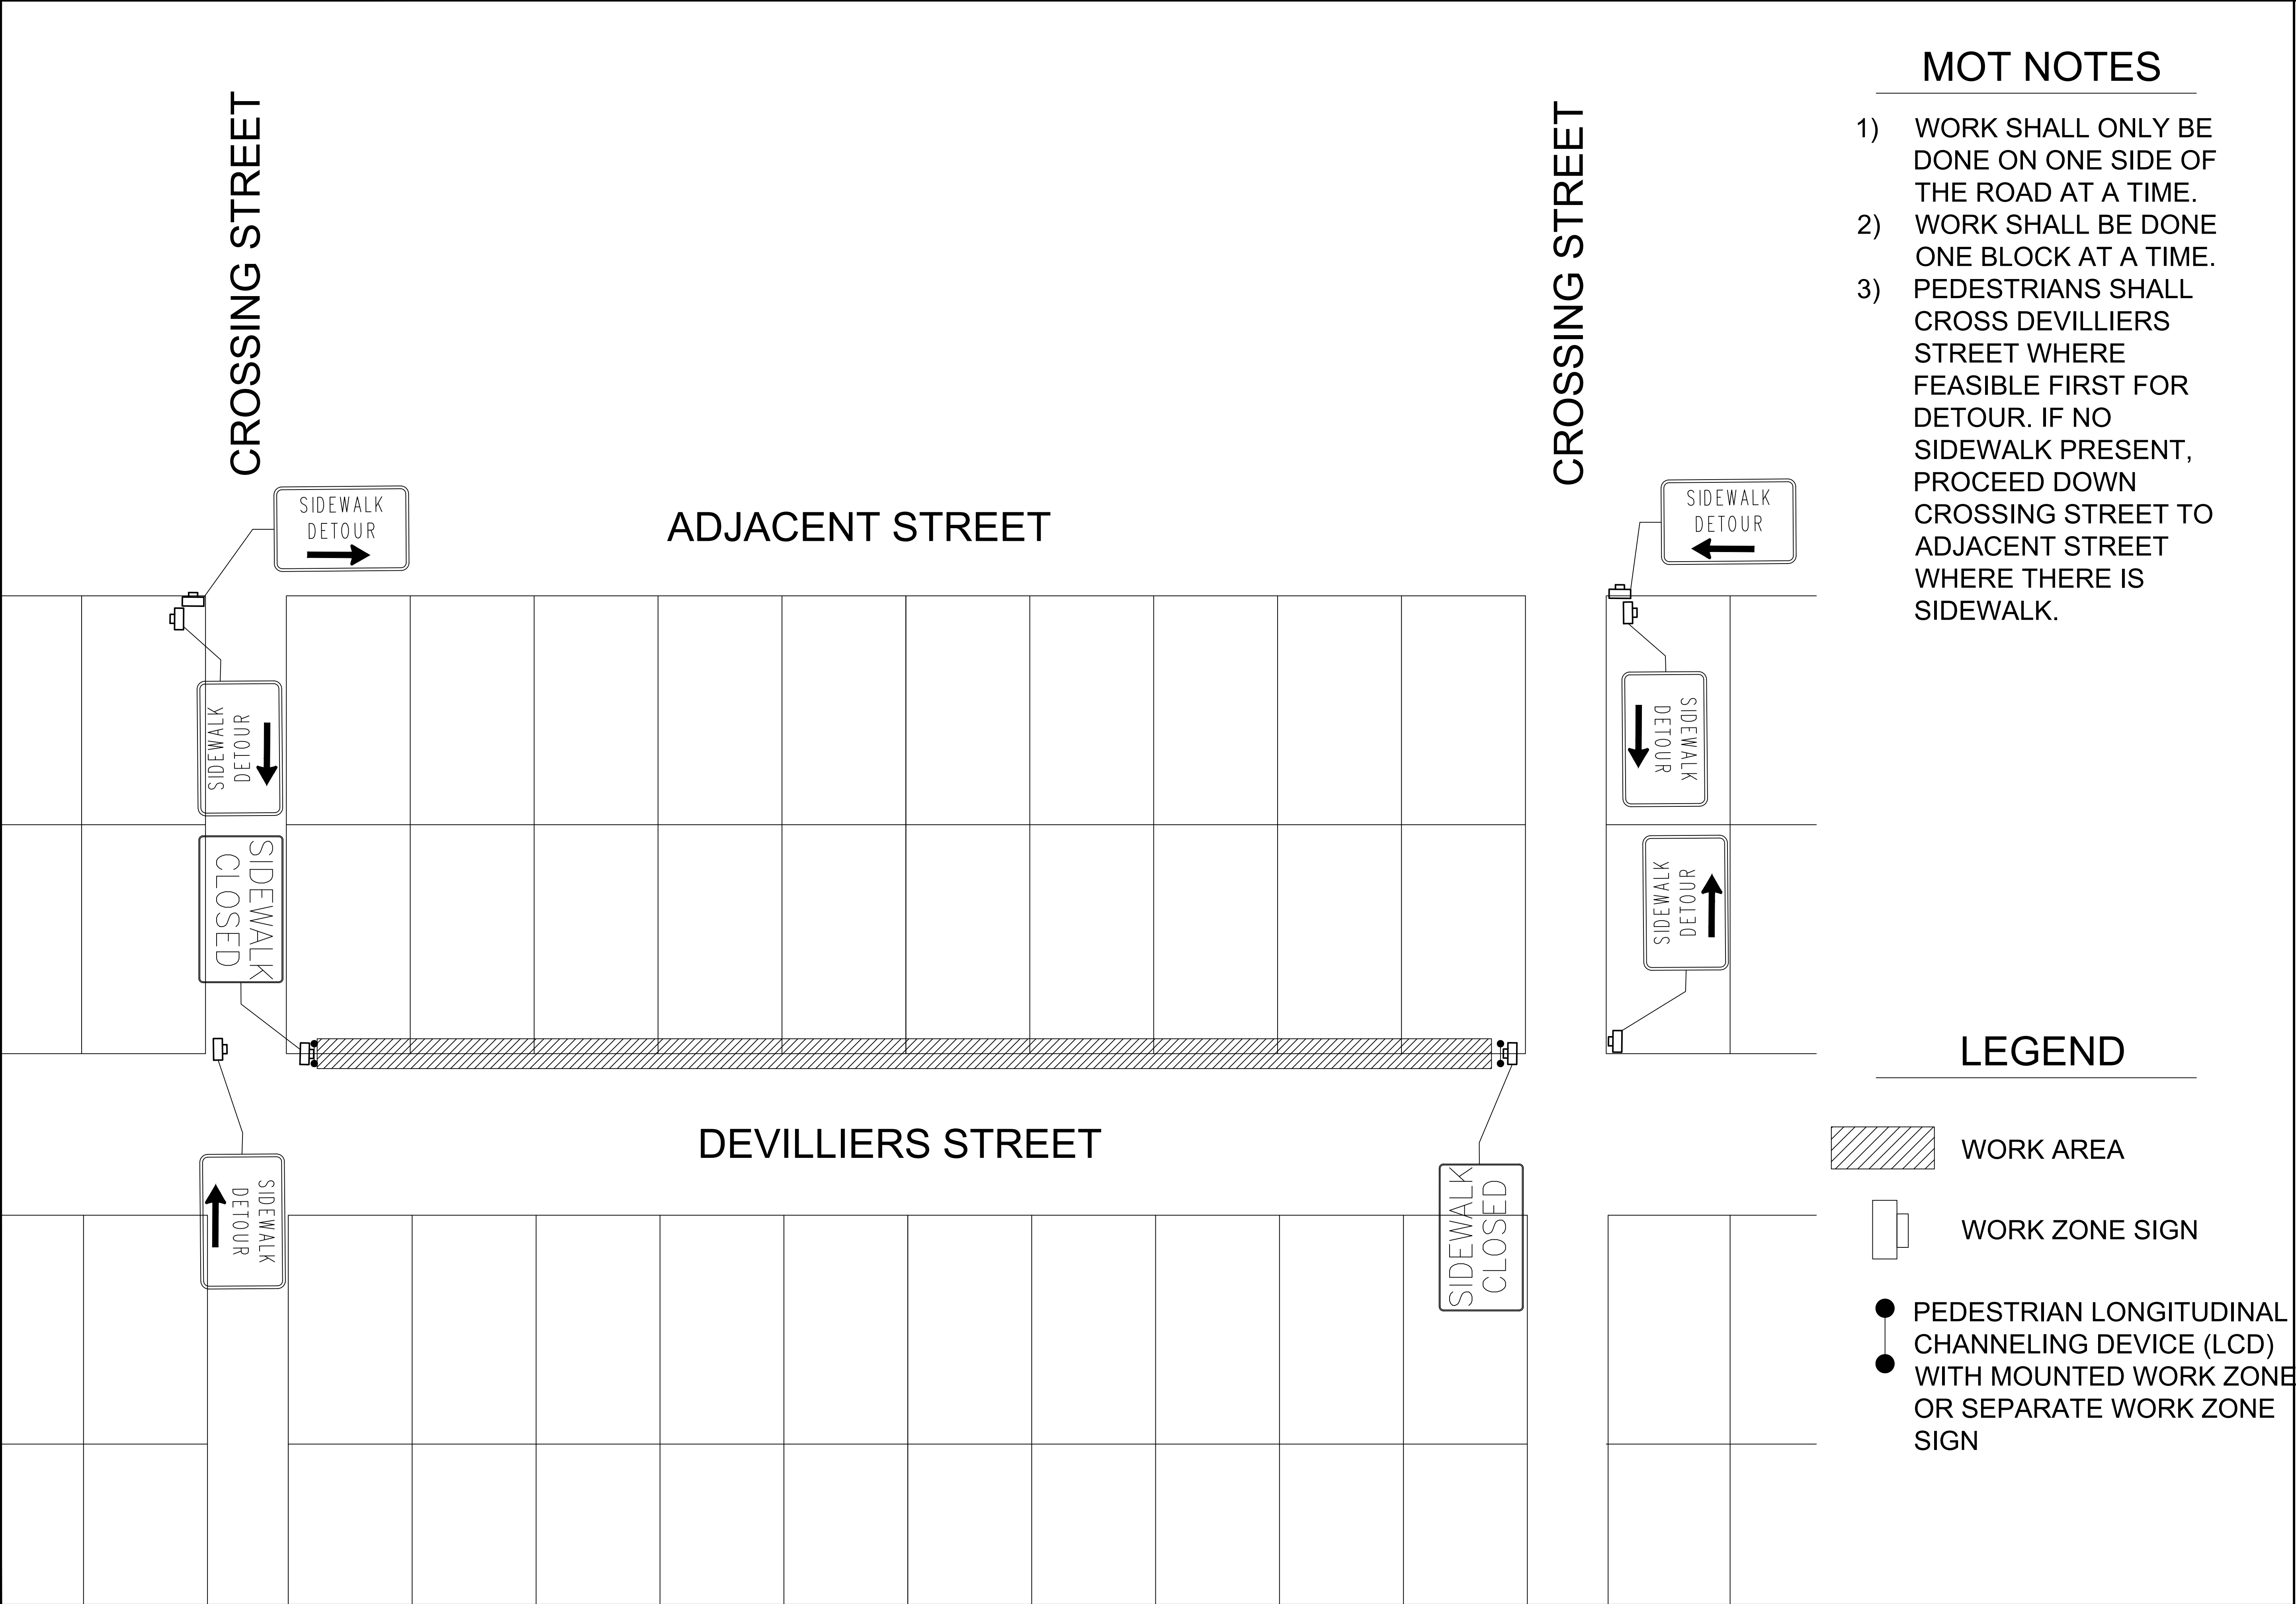 MOT NOTES
1) WORK SHALL ONLY BE
DONE ON ONE SIDE OF
THE ROAD AT A TIME.
2) WORK SHALL BE DONE
ONE BLOCK AT A TIME.
3) PEDESTRIANS SHALL
CROSS DEVILLIERS
STREET WHERE
FEASIBLE FIRST FOR
DETOUR. IF NO
SIDEWALK PRESENT,
PROCEED DOWN
CROSSING STREET TO
ADJACENT STREET
WHERE THERE IS
SIDEWALK.
CROSSING STREET
CROSSING STREET
SIDEWALK
DETOUR
ADJACENT STREET
SIDEWALK
DETOUR
SIDEWALK
DETOUR
SIDEWALK
DETOUR
SIDEWALK
CLOSED
SIDEWALK
DETOUR
DEVILLIERS STREET
SIDEWALK
DETOUR
SIDEWALK
CLOSED
LEGEND
WORK AREA
WORK ZONE SIGN
PEDESTRIAN LONGITUDINAL
CHANNELING DEVICE (LCD)
WITH MOUNTED WORK ZONE
OR SEPARATE WORK ZONE
SIGN